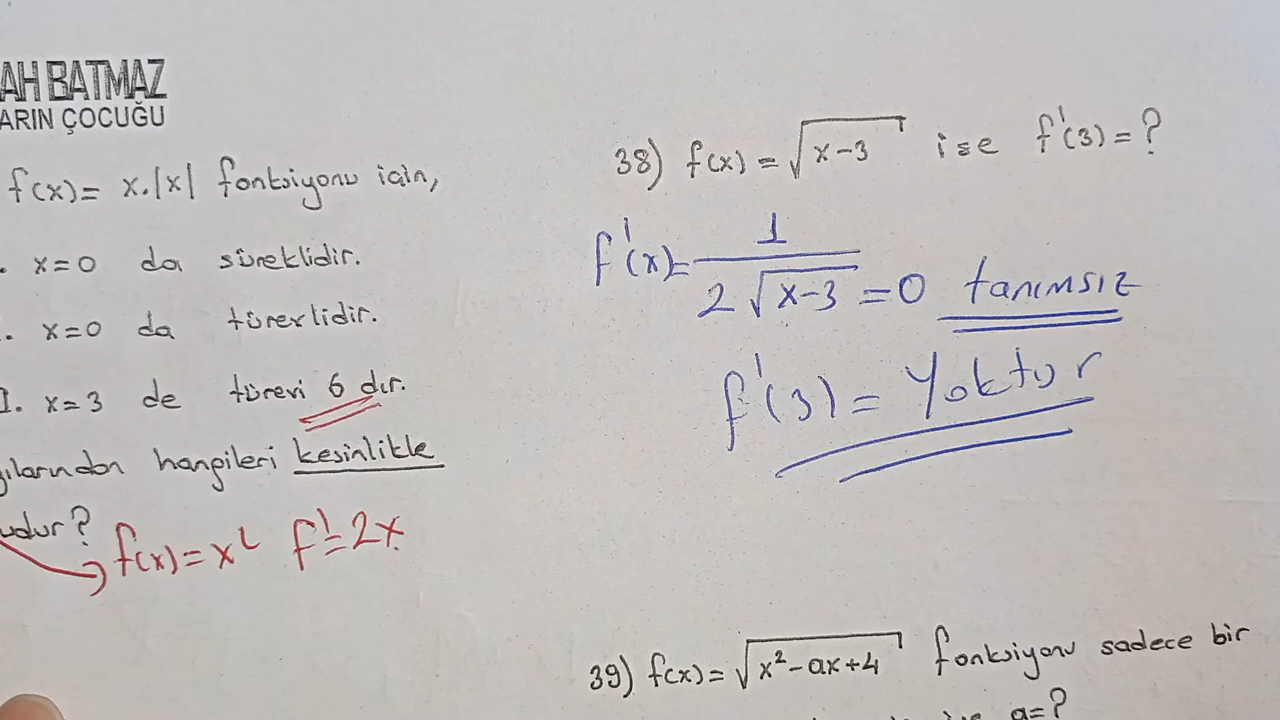 AH BATMAZ
ARIN ÇOCUĞU
f(x)= x.|x| fonksiyonu için,
. x=0 da süreklidir.
. x=0 da türevlidir.
I. x=3 de türevi 6 dır.
hangileri kesinlikle
udur?
f(x)=x² f'=2x
38) f(x)=√x-3 ise f'(3)=?
f'(x)=1/2√x-3=0 tanımsız
f'(3)= Yoktur
39) f(x)=√x²-ax+4 fonksiyonu sadece bir
a=?